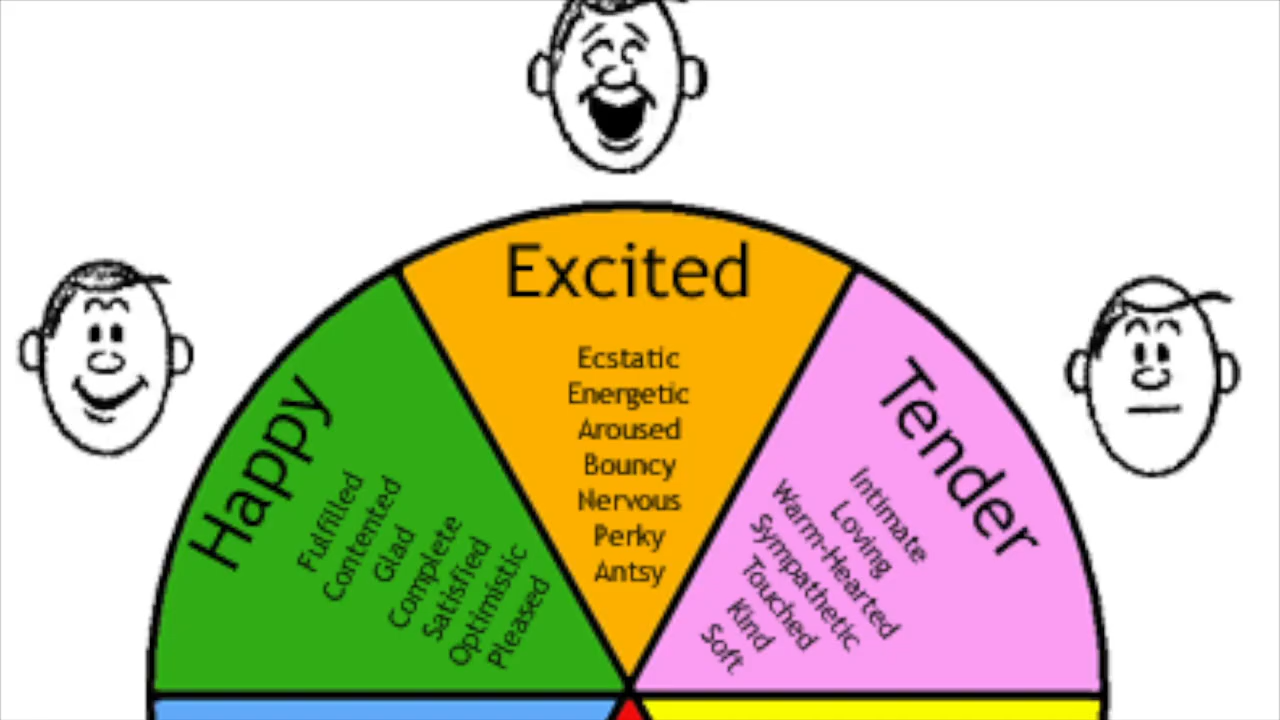 Happy
Fulfilled
Contented
Glad
Complete
Satisfied
Optimistic
Pleased
Excited
Ecstatic
Energetic
Aroused
Bouncy
Nervous
Perky
Antsy
Tender
Intimate
Loving
Warm-Hearted
Sympathetic
Touched
Kind
Soft